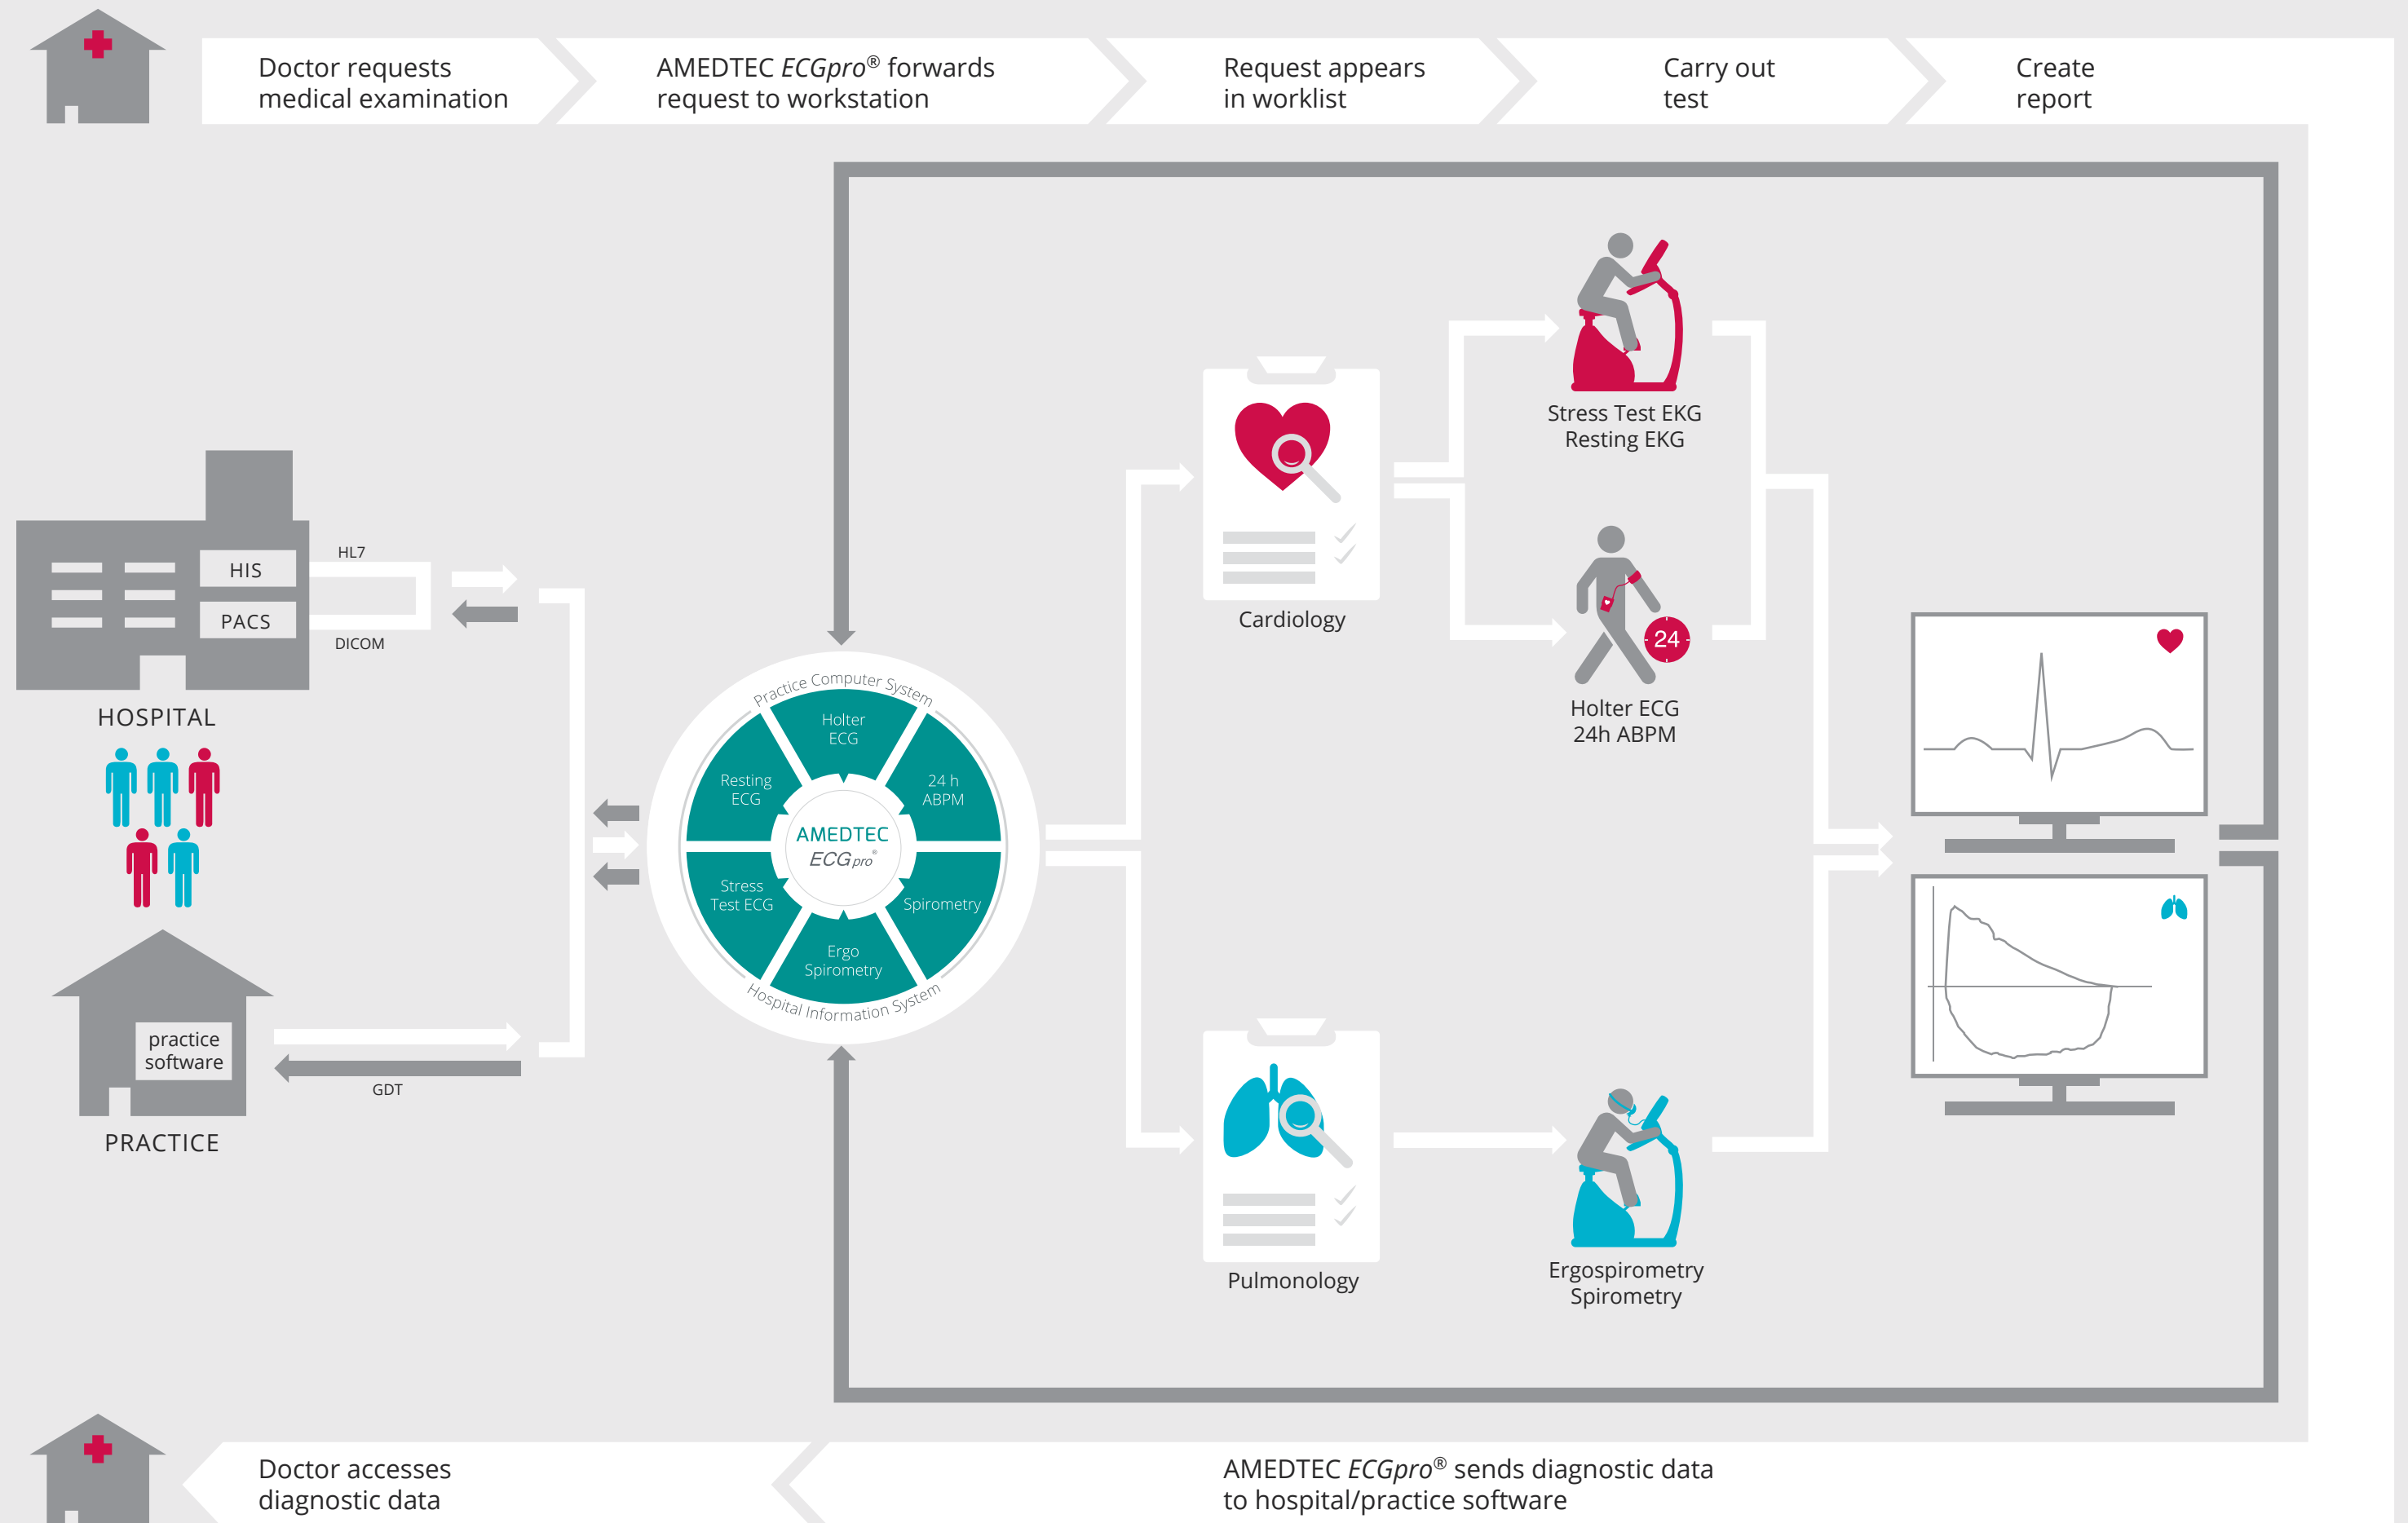 Doctor requests
medical examination
AMEDTEC ECGpro® forwards
request to workstation
Request appears
in worklist
Carry out
test
Create
report
HL7
HIS
PACS
DICOM
HOSPITAL
practice
software
GDT
PRACTICE
Practice Computer System
Holter
ECG
24 h
ABPM
Spirometry
Ergo
Spirometry
Stress
Test ECG
Resting
ECG
AMEDTEC
ECGpro®
Hospital Information System
Cardiology
Stress Test EKG
Resting EKG
24
Holter ECG
24h ABPM
Pulmonology
Ergospirometry
Spirometry
Doctor accesses
diagnostic data
AMEDTEC ECGpro® sends diagnostic data
to hospital/practice software